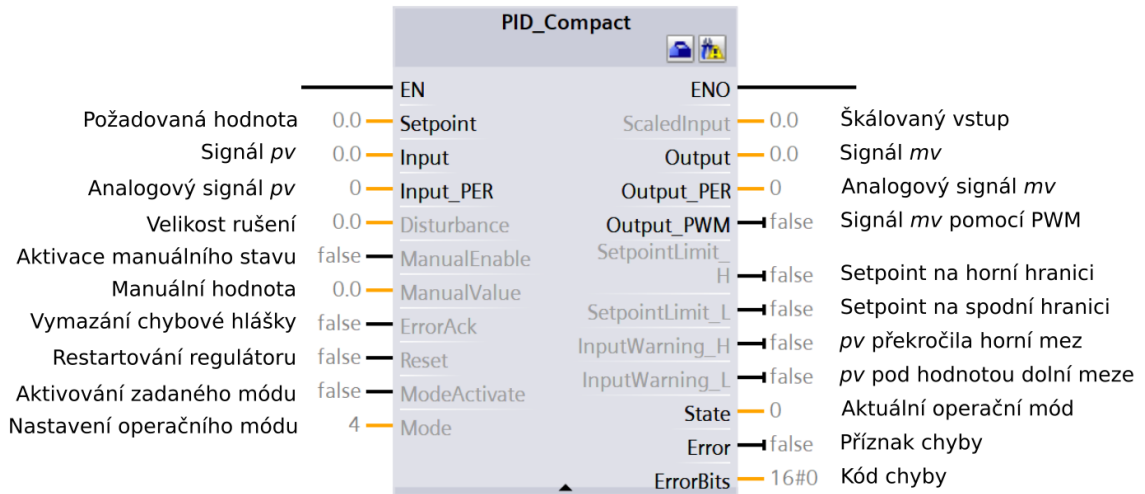 PID_Compact
EN ENO
Požadovaná hodnota 0.0 Setpoint ScaledInput 0.0 Škálovaný vstup
Signál pv 0.0 Input Output 0.0 Signál mv
Analogový signál pv 0 Input_PER Output_PER 0 Analogový signál mv
Velikost rušení 0.0 Disturbance Output_PWM false Signál mv pomocí PWM
Aktivace manuálního stavu false ManualEnable SetpointLimit_
H false Setpoint na horní hranici
Manuální hodnota 0.0 ManualValue
Vymazání chybové hlášky false ErrorAck SetpointLimit_L false Setpoint na spodní hranici
Restartování regulátoru false Reset InputWarning_H false pv překročila horní mez
Aktivování zadaného módu false ModeActivate InputWarning_L false pv pod hodnotou dolní meze
Nastavení operačního módu 4 Mode State 0 Aktuální operační mód
Error false Příznak chyby
ErrorBits 16#0 Kód chyby